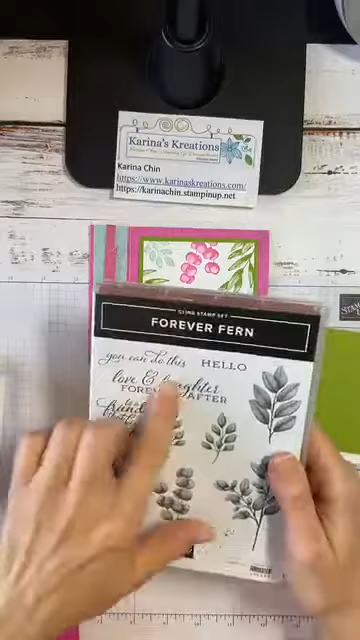 Karina's Kreations
Karina Chin
https://www.karinaskreations.com/
https://karinachin.stampinup.net
CLING STAMP SET
FOREVER FERN
you can do this
HELLO
love & laughter
AFTER
STAMPIN